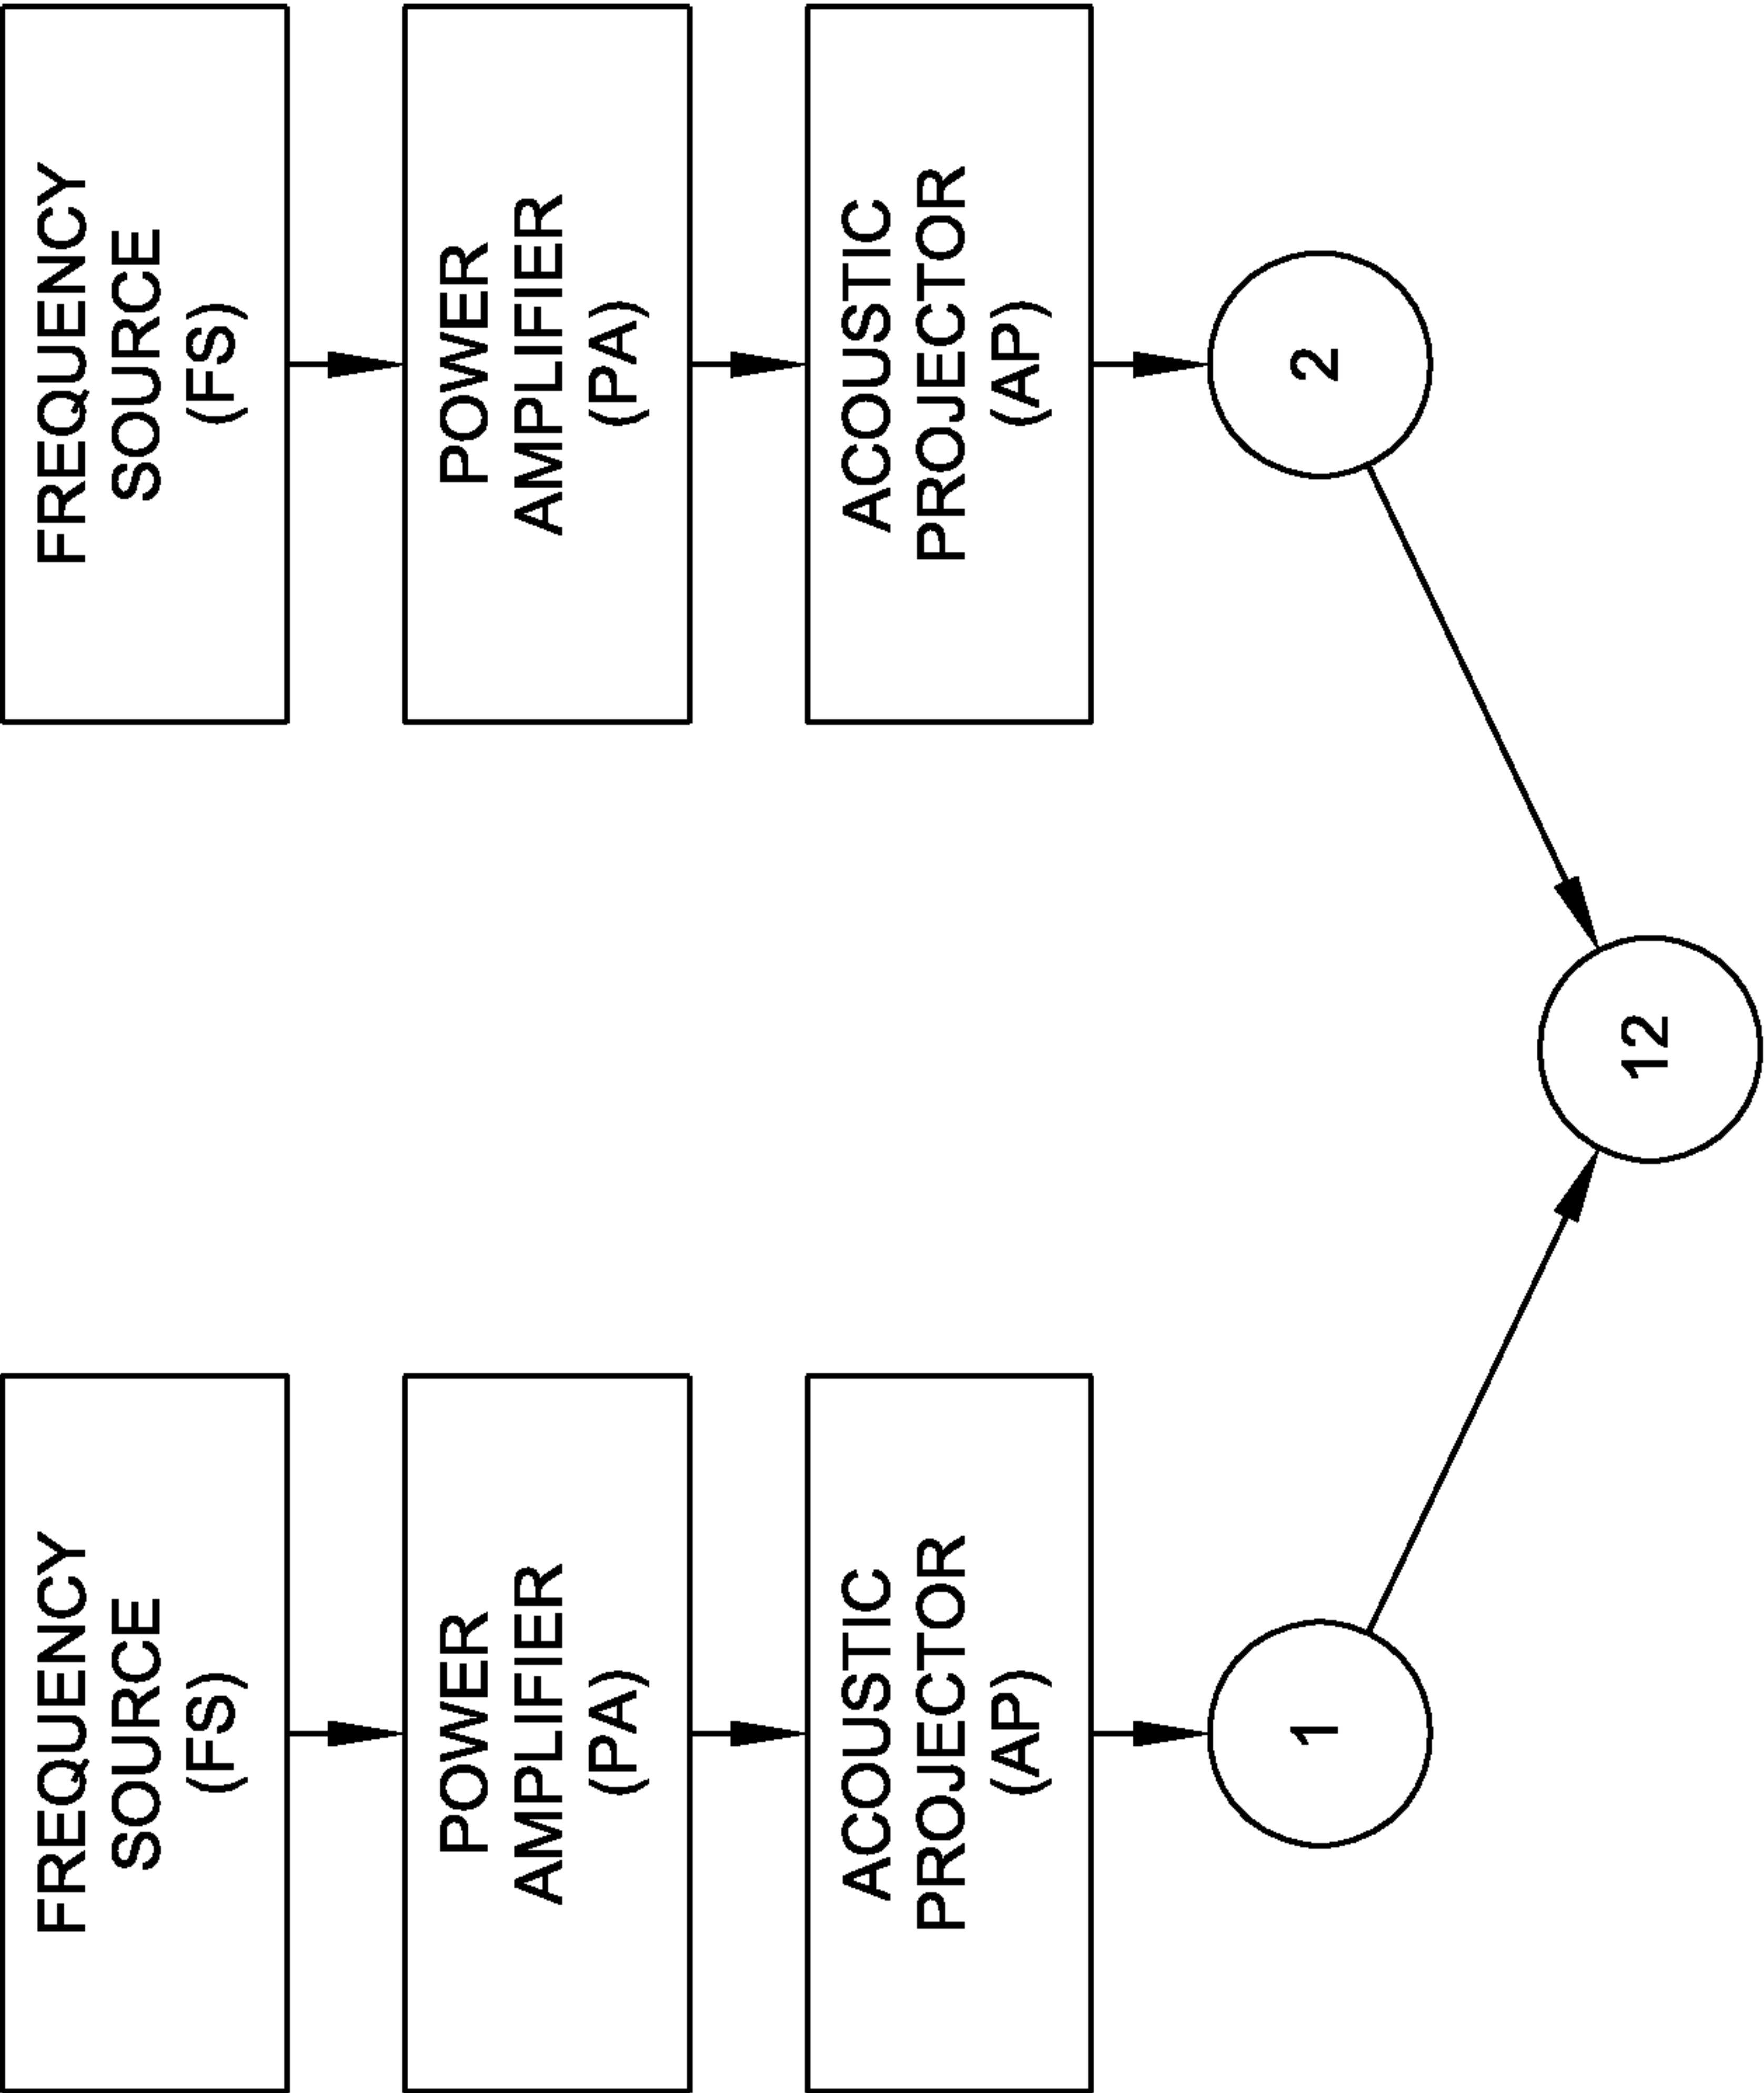 FREQUENCY
SOURCE
(FS)
POWER
AMPLIFIER
(PA)
ACOUSTIC
PROJECTOR
(AP)
1
FREQUENCY
SOURCE
(FS)
POWER
AMPLIFIER
(PA)
ACOUSTIC
PROJECTOR
(AP)
2
12